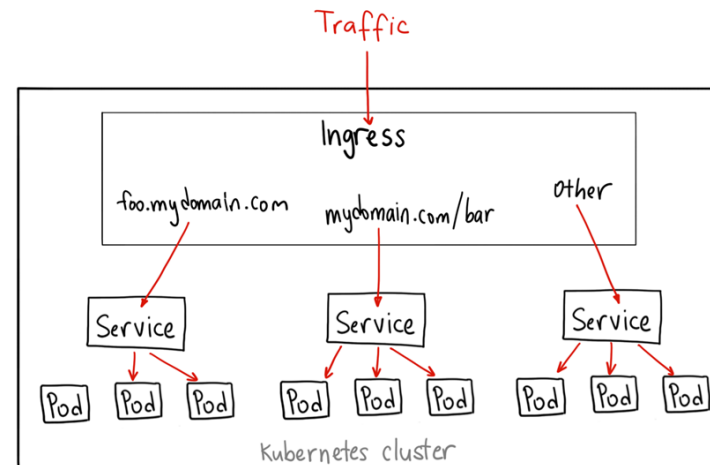 Traffic
Ingress
foo.mydomain.com
mydomain.com/bar
Other
Service
Service
Service
Pod
Pod
Pod
Pod
Pod
Pod
Pod
Pod
Pod
Kubernetes cluster